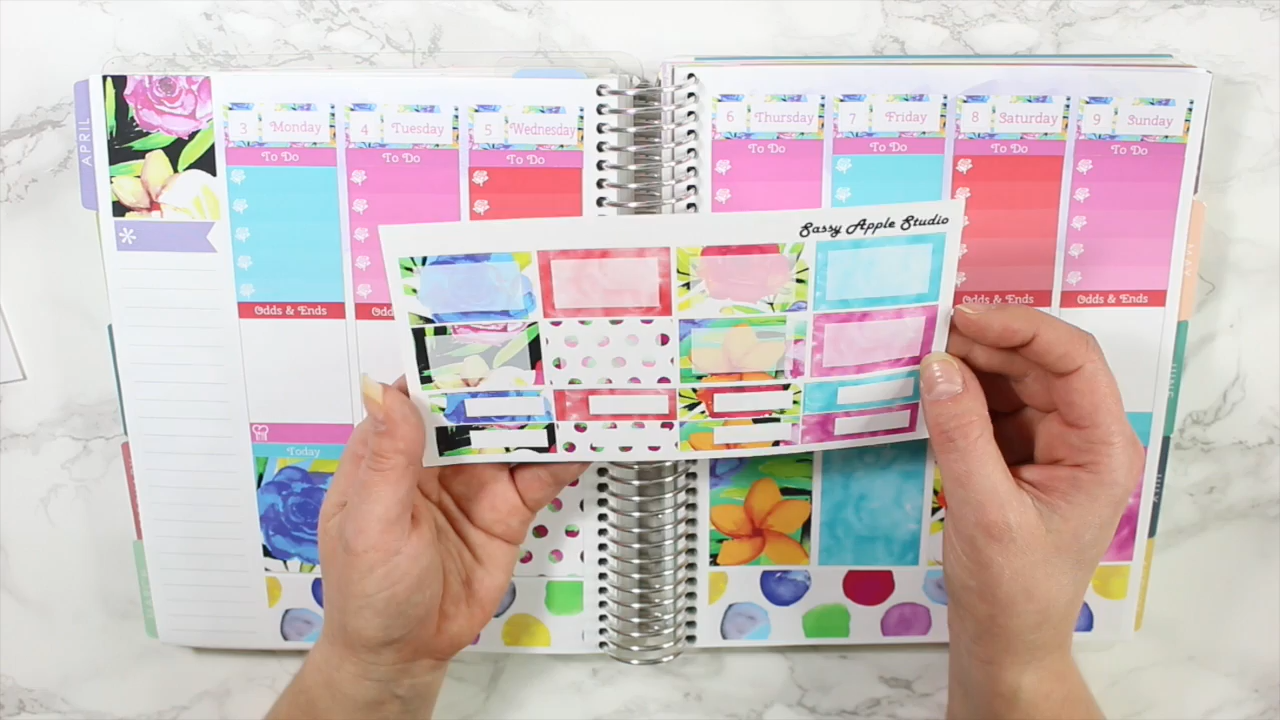 APRIL
3 Monday
To Do
Odds & Ends
Today
4 Tuesday
To Do
5 Wednesday
To Do
Sassy Apple Studio
6 Thursday
To Do
7 Friday
To Do
8 Saturday
To Do
Odds & Ends
9 Sunday
To Do
Odds & Ends
MAY
JUNE